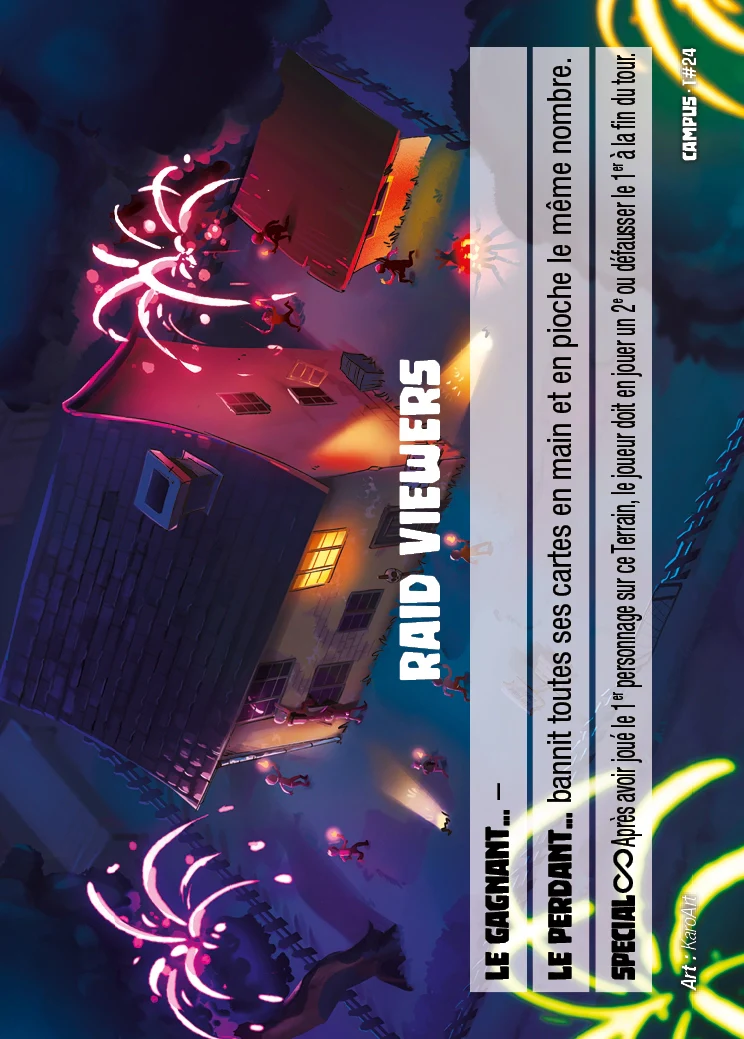 RAID VIEWERS
LE GAGNANT... –
LE PERDANT... bannit toutes ses cartes en main et en pioche le même nombre.
SPECIAL ∞ Après avoir joué le 1er personnage sur ce Terrain, le joueur doit en jouer un 2e ou défausser le 1er à la fin du tour.
Art : KaroArt
CAMPUS · T#24